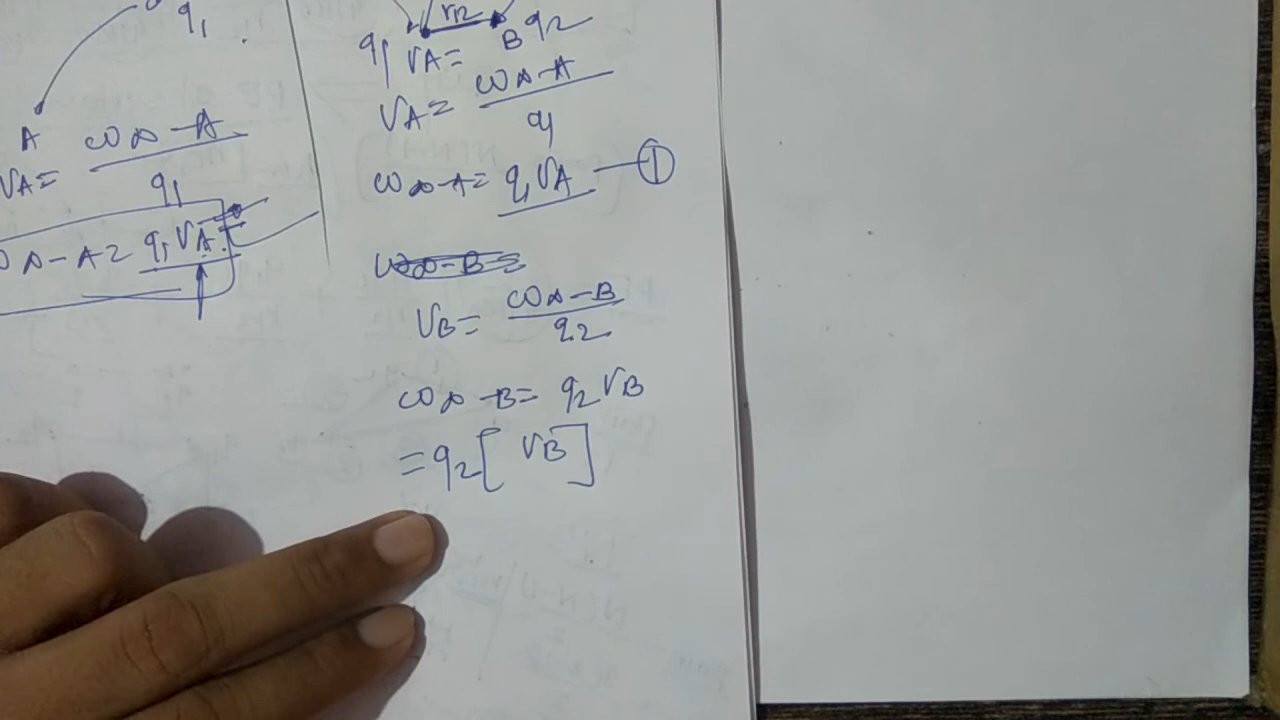 q1
A
VA= ω∞-A
q1
∞-A= q1VA
r12
q1 VA= B q2
VA= ω∞-A
q1
ω∞-A= q1VA — ①
ω∞-B=
VB= ω∞-B
q2
ω∞-B= q2VB
=q2[ VB ]